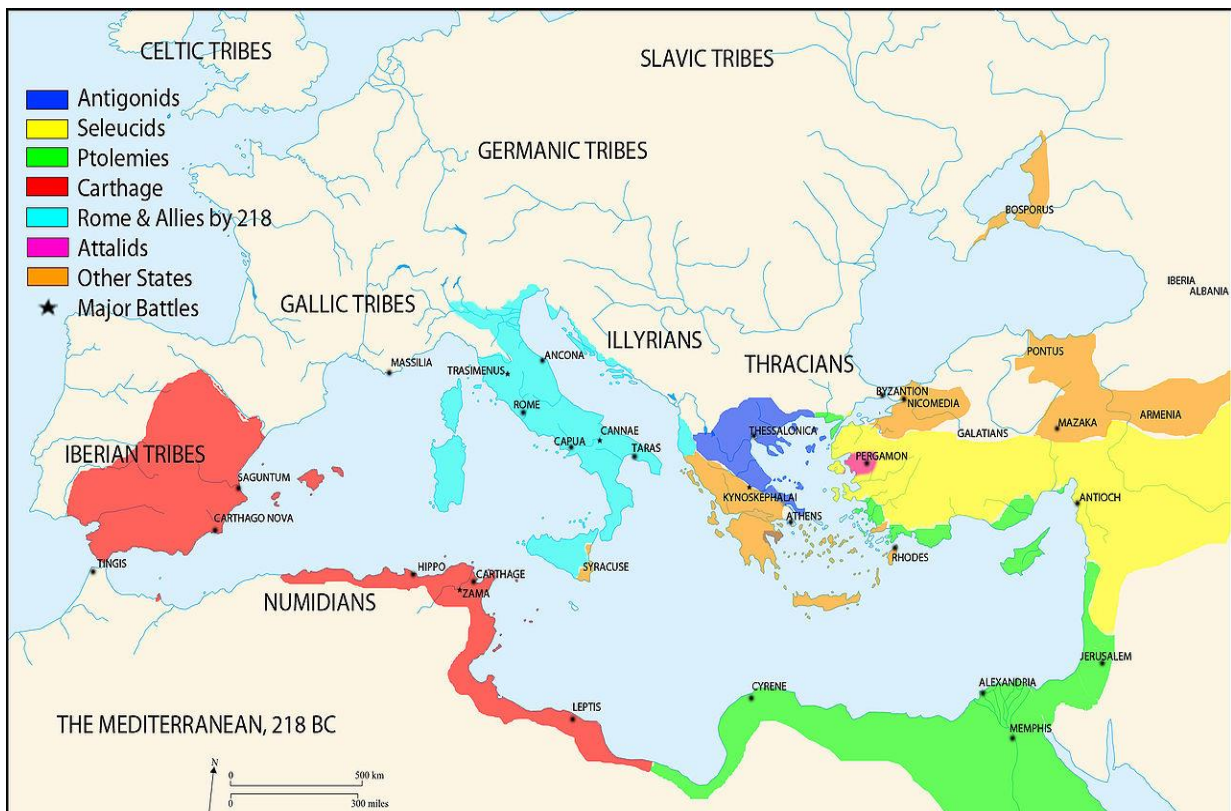 CELTIC TRIBES
SLAVIC TRIBES
Antigonids
Seleucids
Ptolemies
Carthage
Rome & Allies by 218
Attalids
Other States
Major Battles
GERMANIC TRIBES
BOSPORUS
IBERIA
ALBANIA
GALLIC TRIBES
ILLYRIANS
THRACIANS
MASSILIA
ANCONA
TRASIMENUS
ROME
CAPUA
CANNAE
TARAS
PONTUS
BYZANTION
NICOMEDIA
GALATIANS
MAZAKA
ARMENIA
THESSALONICA
PERGAMON
IBERIAN TRIBES
SAGUNTUM
CARTHAGO NOVA
KYNOSKEPHALAI
ATHENS
ANTIOCH
RHODES
TINGIS
HIPPO
CARTHAGE
ZAMA
SYRACUSE
NUMIDIANS
JERUSALEM
CYRENE
ALEXANDRIA
MEMPHIS
LEPTIS
THE MEDITERRANEAN, 218 BC
N
0 500 km
0 300 miles